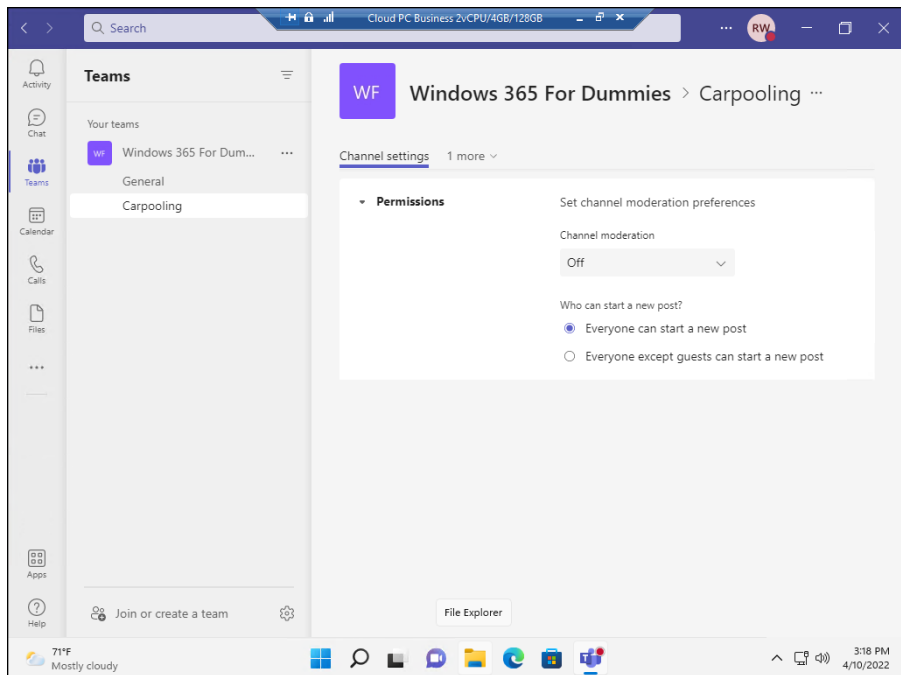 Search
Cloud PC Business 2vCPU/4GB/128GB
RW
Activity
Chat
Teams
Calendar
Calls
Files
Apps
Help
Teams
Your teams
WF Windows 365 For Dum...
General
Carpooling
Join or create a team
WF Windows 365 For Dummies > Carpooling
Channel settings 1 more
Permissions
Set channel moderation preferences
Channel moderation
Off
Who can start a new post?
Everyone can start a new post
Everyone except guests can start a new post
File Explorer
71°F
Mostly cloudy
3:18 PM
4/10/2022